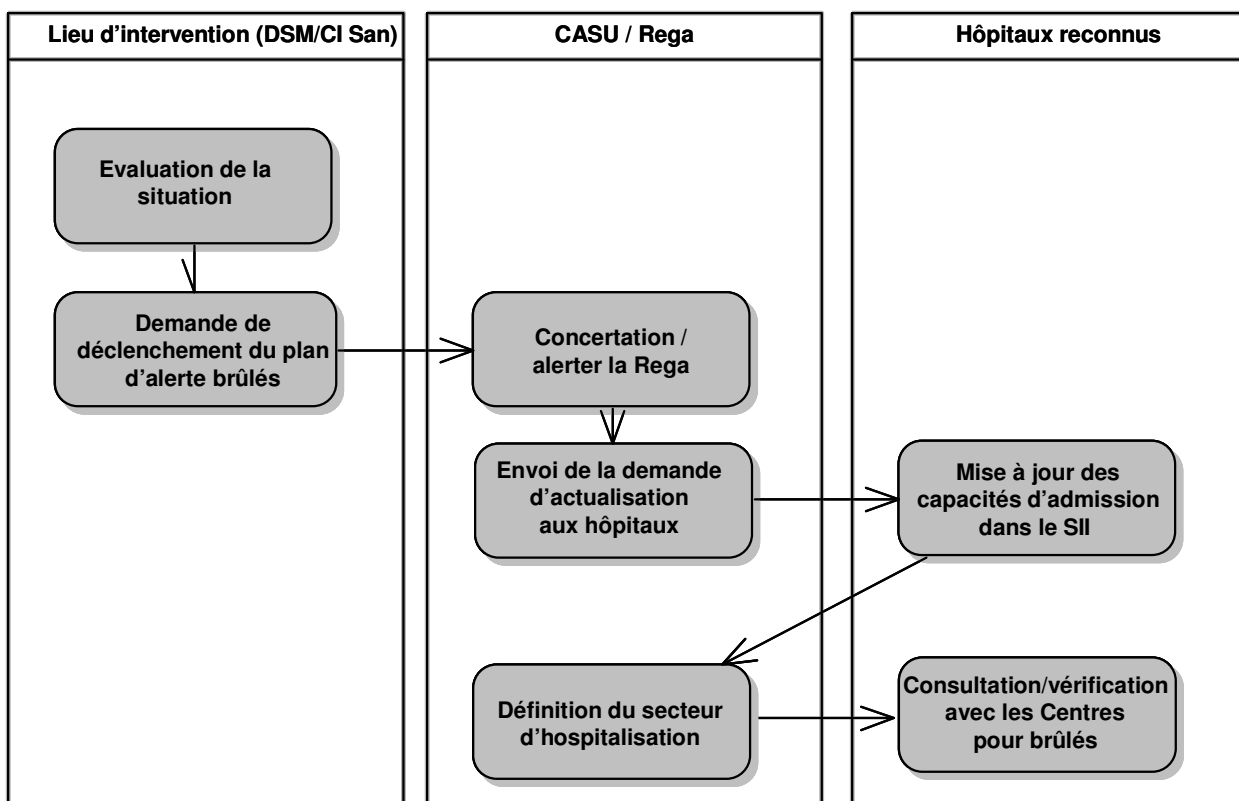 Lieu d'intervention (DSM/CI San)
CASU / Rega
Hôpitaux reconnus
Evaluation de la
situation
Demande de
déclenchement du plan
d'alerte brûlés
Concertation /
alerter la Rega
Envoi de la demande
d'actualisation
aux hôpitaux
Mise à jour des
capacités d'admission
dans le SII
Définition du secteur
d'hospitalisation
Consultation/vérification
avec les Centres
pour brûlés